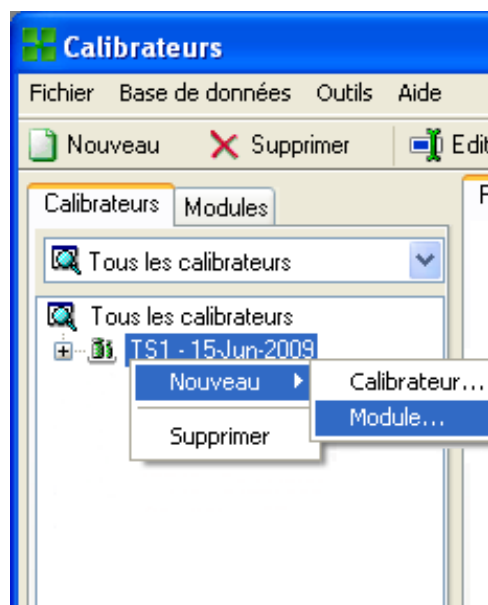 Calibrateurs
Fichier Base de données Outils Aide
Nouveau Supprimer Edit
Calibrateurs Modules
Tous les calibrateurs
Tous les calibrateurs
TS1 - 15-Jun-2009
Nouveau Calibrateur...
Module...
Supprimer